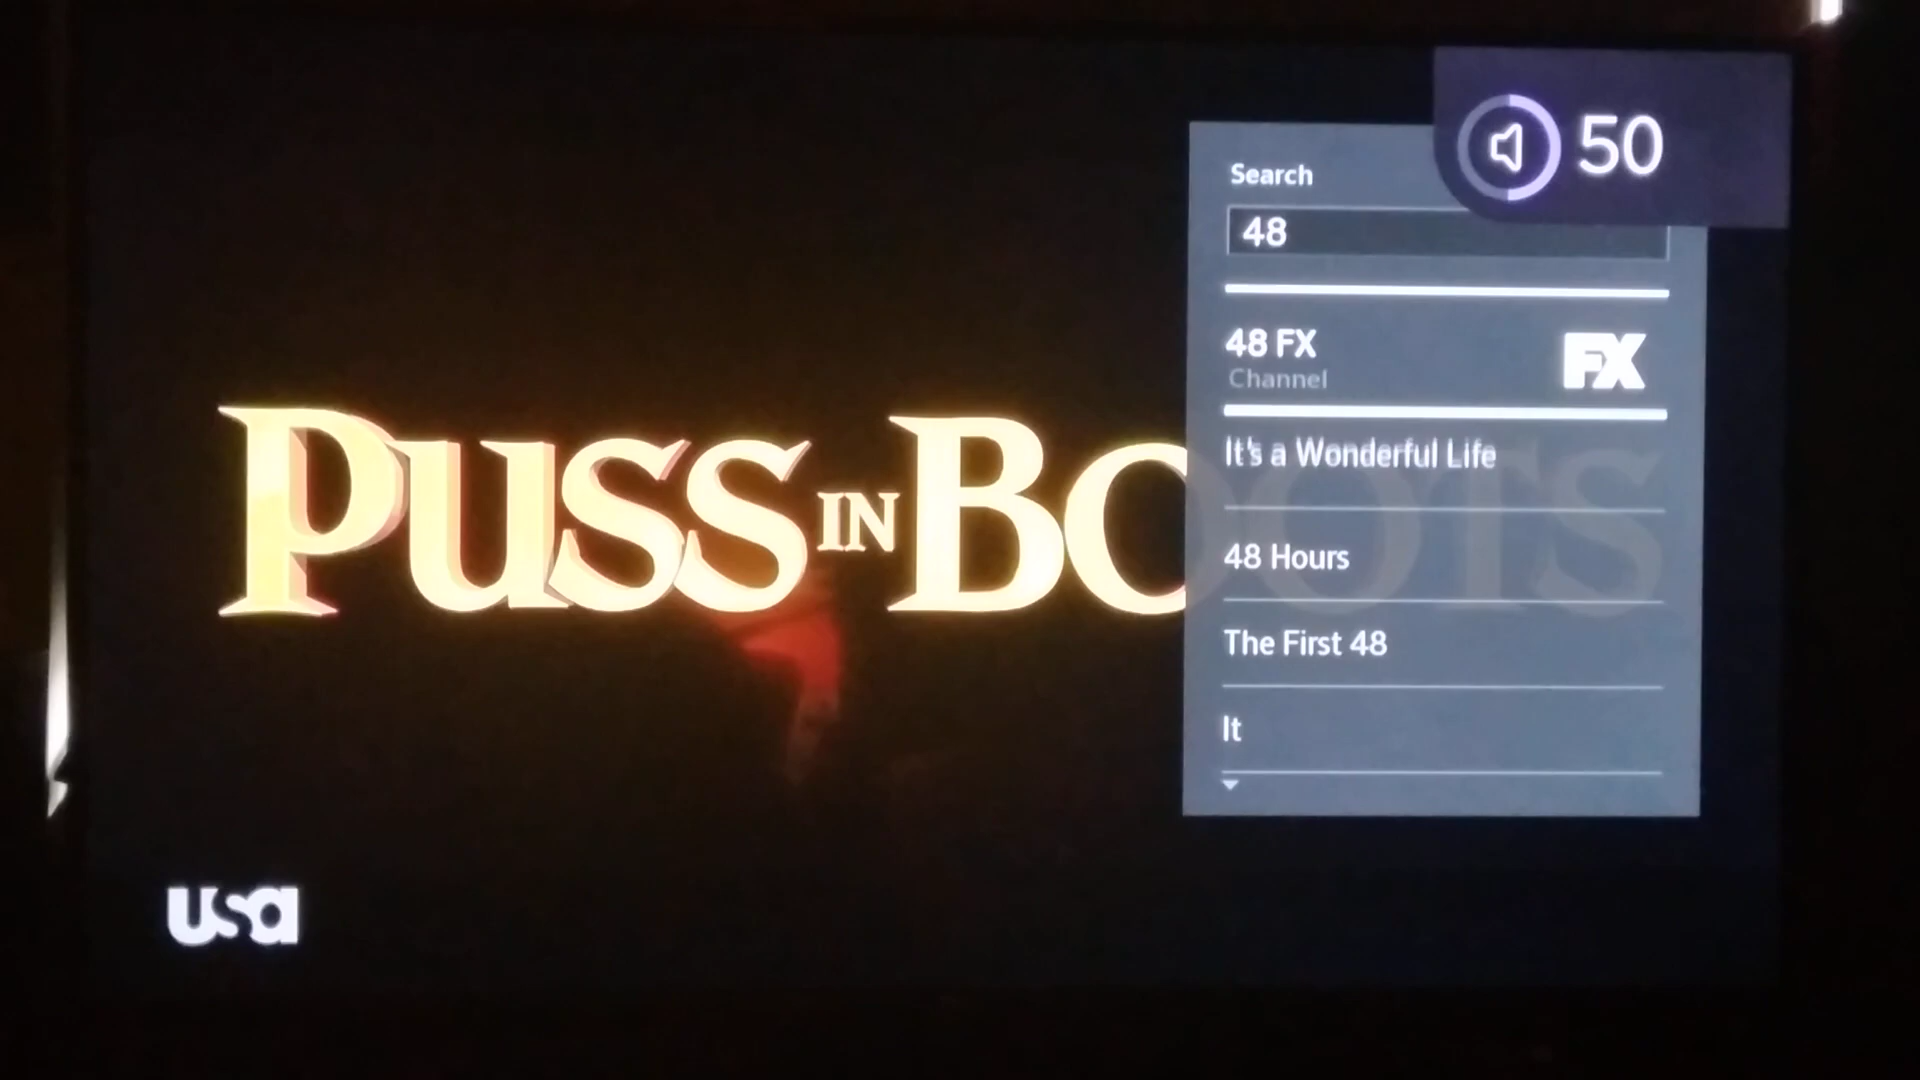 50
Search
48
48 FX
Channel
FX
It's a Wonderful Life
48 Hours
The First 48
It
PUSS IN BOOTS
usa